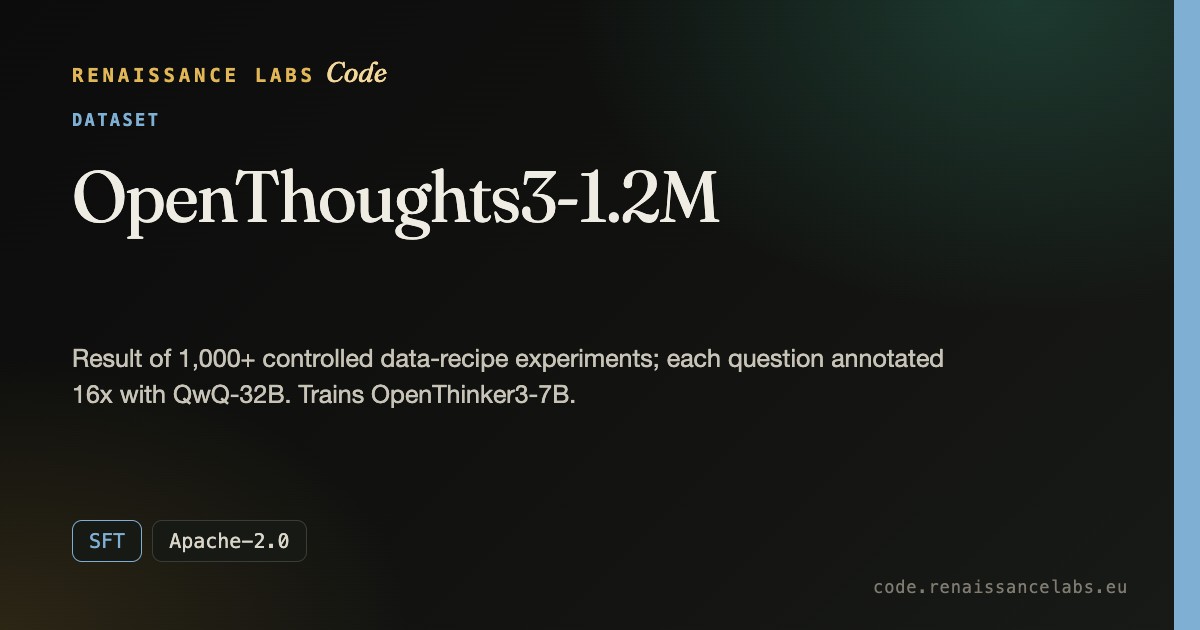 RENAISSANCE LABS Code
DATASET
OpenThoughts3-1.2M
Result of 1,000+ controlled data-recipe experiments; each question annotated
16x with QwQ-32B. Trains OpenThinker3-7B.
SFT
Apache-2.0
code.renaissancelabs.eu